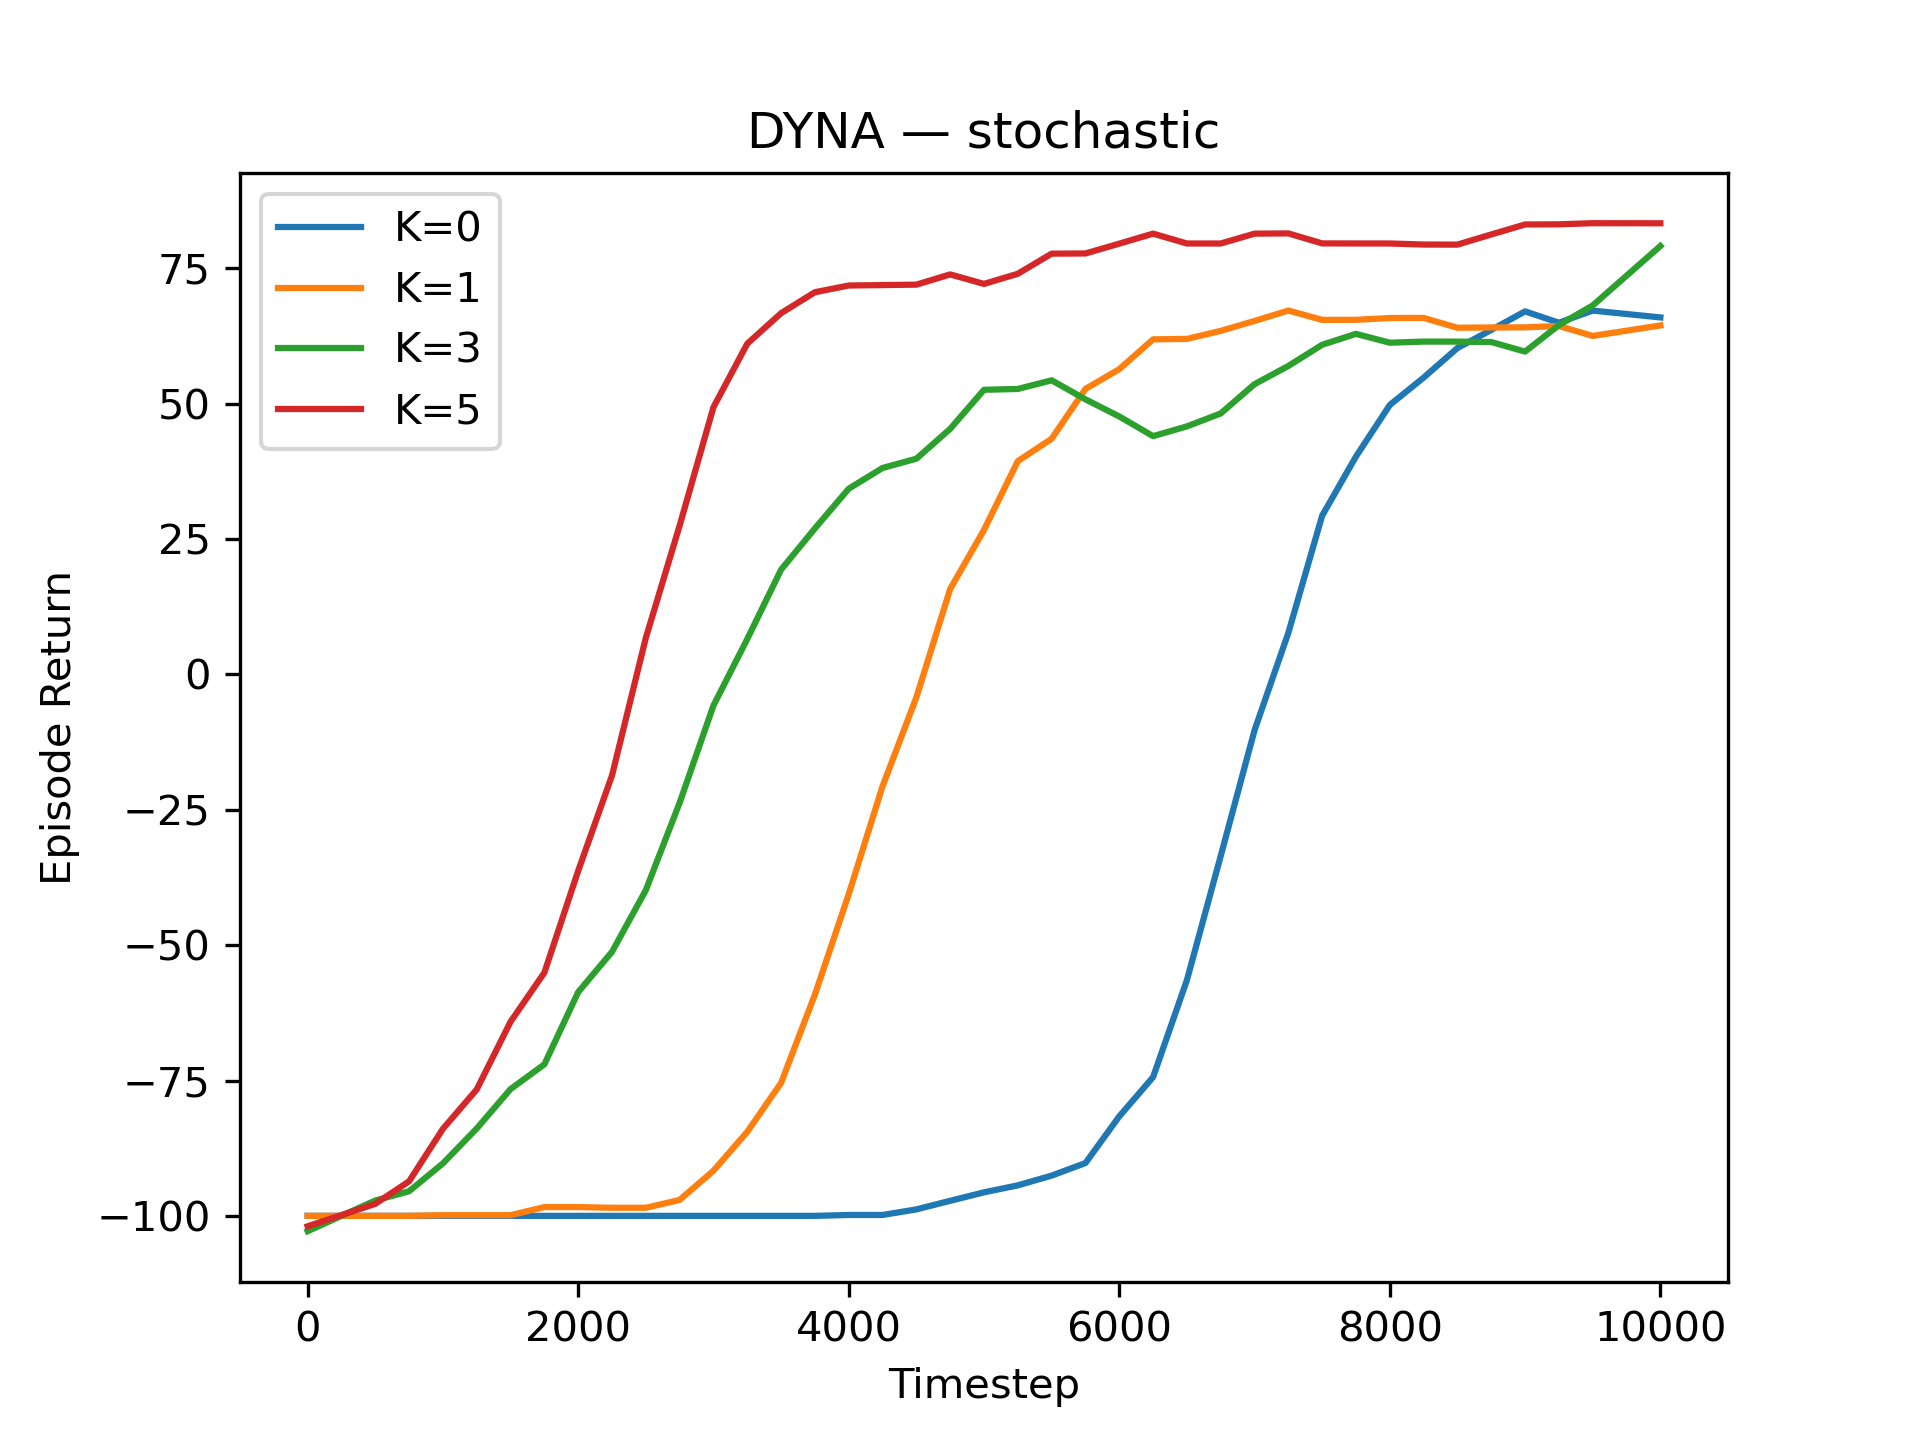 DYNA — stochastic
K=0
K=1
K=3
K=5
75
50
25
0
−25
−50
−75
−100
Episode Return
0 2000 4000 6000 8000 10000
Timestep